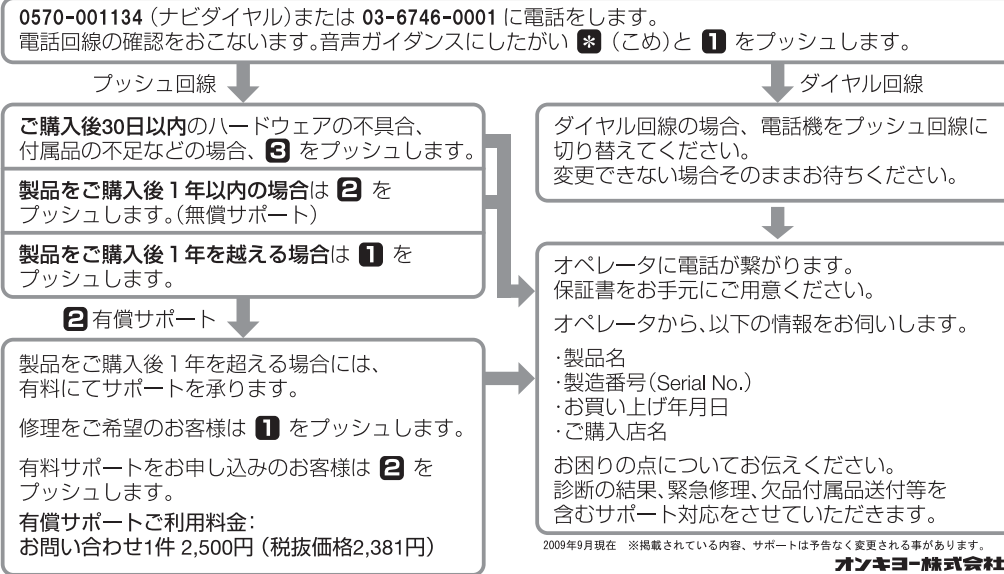 0570-001134 (ナビダイヤル)または 03-6746-0001 に電話をします。
電話回線の確認をおこないます。音声ガイダンスにしたがい * (こめ)と 1 をプッシュします。
プッシュ回線
ダイヤル回線
ご購入後30日以内のハードウェアの不具合、
付属品の不足などの場合、3 をプッシュします。
製品をご購入後1年以内の場合は 2 を
プッシュします。(無償サポート)
製品をご購入後1年を越える場合は 1 を
プッシュします。
2 有償サポート
製品をご購入後1年を超える場合には、
有料にてサポートを承ります。
修理をご希望のお客様は 1 をプッシュします。
有料サポートをお申し込みのお客様は 2 を
プッシュします。
有償サポートご利用料金:
お問い合わせ1件 2,500円(税抜価格2,381円)
ダイヤル回線の場合、電話機をプッシュ回線に
切り替えてください。
変更できない場合そのままお待ちください。
オペレータに電話が繋がります。
保証書をお手元にご用意ください。
オペレータから、以下の情報をお伺いします。
・製品名
・製造番号(Serial No.)
・お買い上げ年月日
・ご購入店名
お困りの点についてお伝えください。
診断の結果、緊急修理、欠品付属品送付等を
含むサポート対応をさせていただきます。
2009年9月現在 ※掲載されている内容、サポートは予告なく変更される事があります。
オンキヨー株式会社